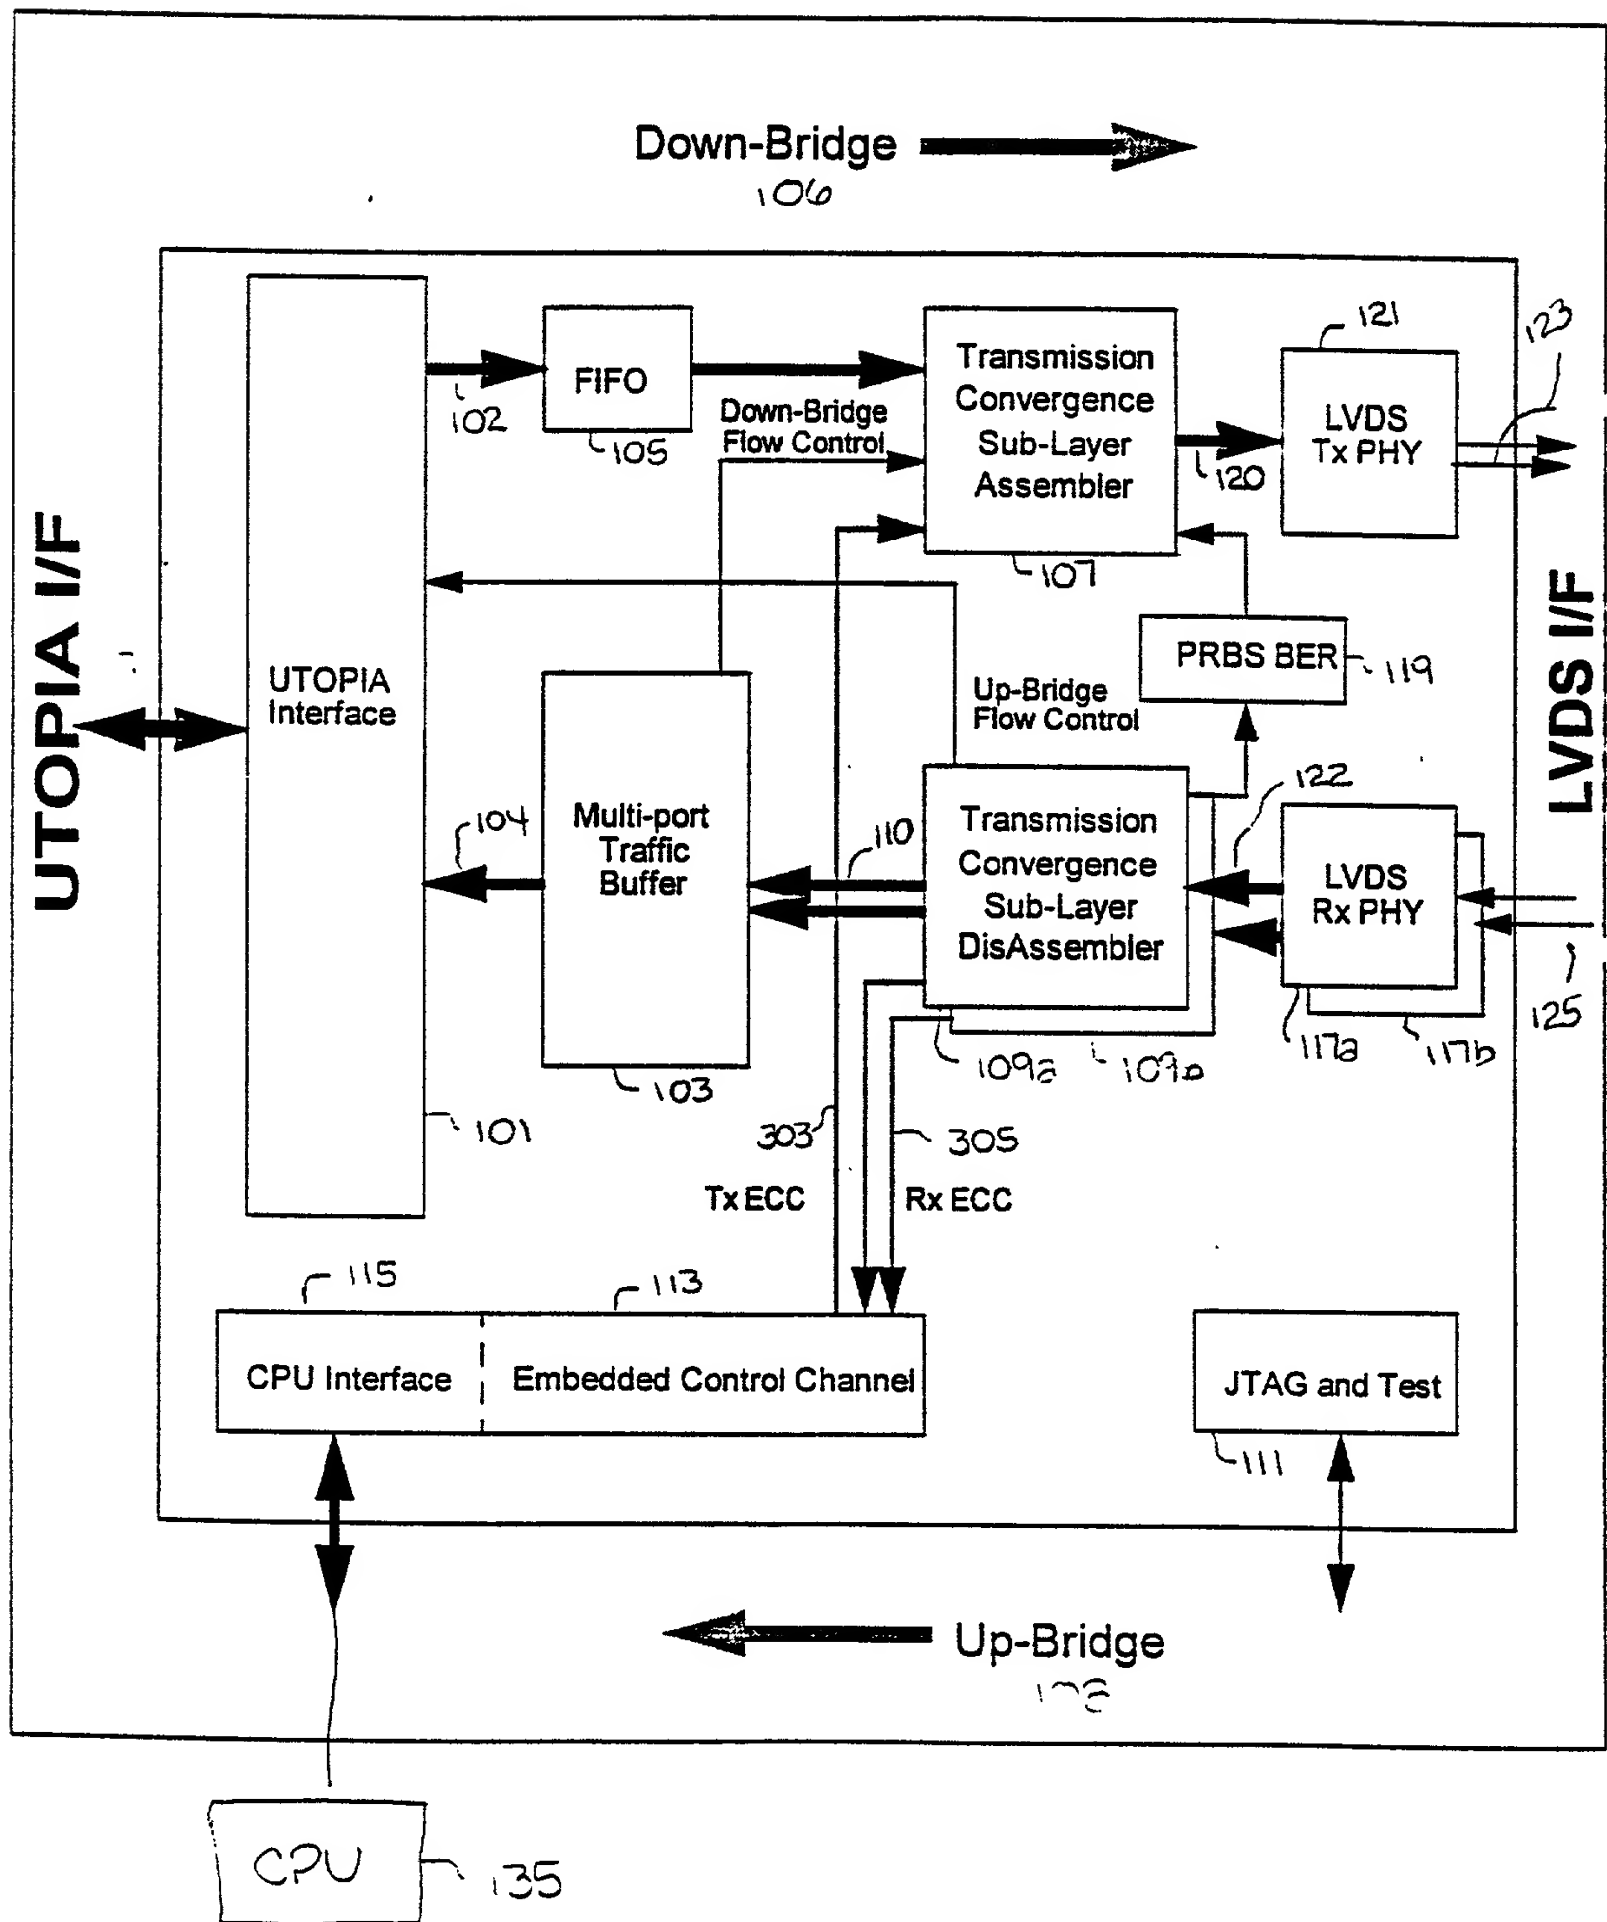 Down-Bridge
106
UTOPIA I/F
LVDS I/F
UTOPIA
Interface
101
102
FIFO
105
Down-Bridge
Flow Control
Transmission
Convergence
Sub-Layer
Assembler
107
120
121
LVDS
Tx PHY
123
PRBS BER
119
Up-Bridge
Flow Control
104
Multi-port
Traffic
Buffer
103
110
Transmission
Convergence
Sub-Layer
DisAssembler
109a
122
LVDS
Rx PHY
117a
117b
125
303
305
Tx ECC
Rx ECC
115
113
CPU Interface
Embedded Control Channel
JTAG and Test
111
Up-Bridge
CPU
135